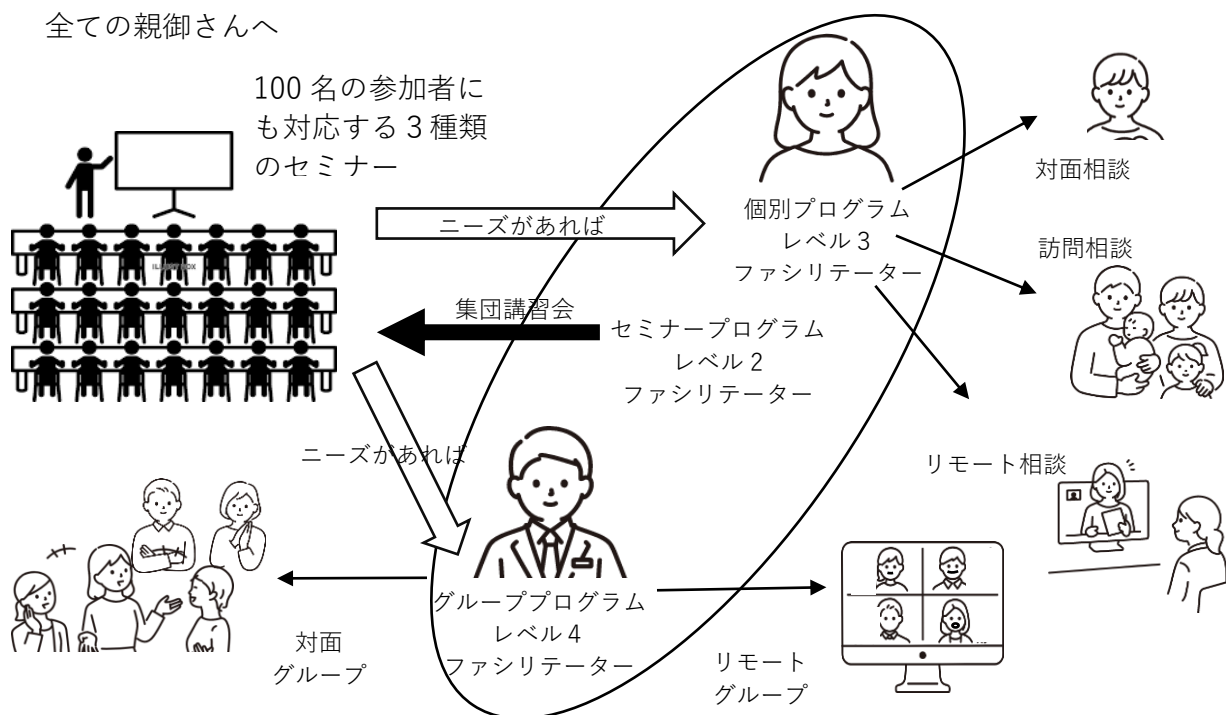 全ての親御さんへ
100 名の参加者に
も対応する３種類
のセミナー
ニーズがあれば
個別プログラム
レベル３
ファシリテーター
対面相談
訪問相談
集団講習会
セミナープログラム
レベル２
ファシリテーター
ニーズがあれば
リモート相談
グループプログラム
レベル４
ファシリテーター
対面
グループ
リモート
グループ